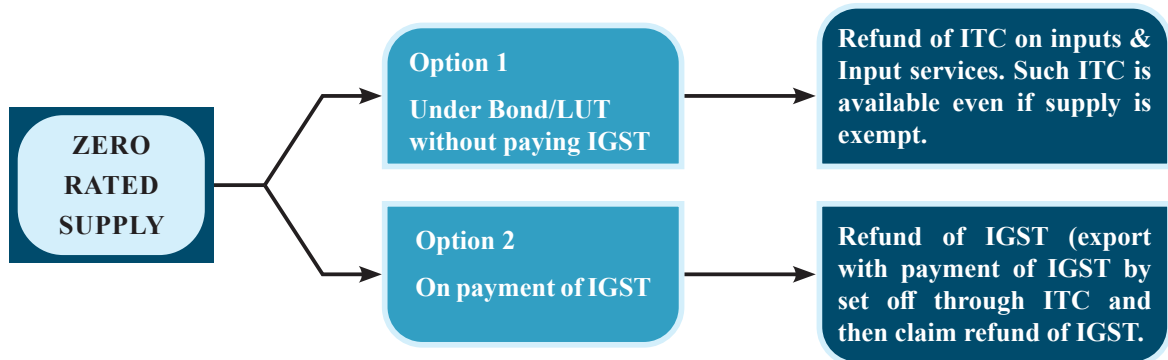 ZERO
RATED
SUPPLY
Option 1
Under Bond/LUT
without paying IGST
Refund of ITC on inputs &
Input services. Such ITC is
available even if supply is
exempt.
Option 2
On payment of IGST
Refund of IGST (export
with payment of IGST by
set off through ITC and
then claim refund of IGST.